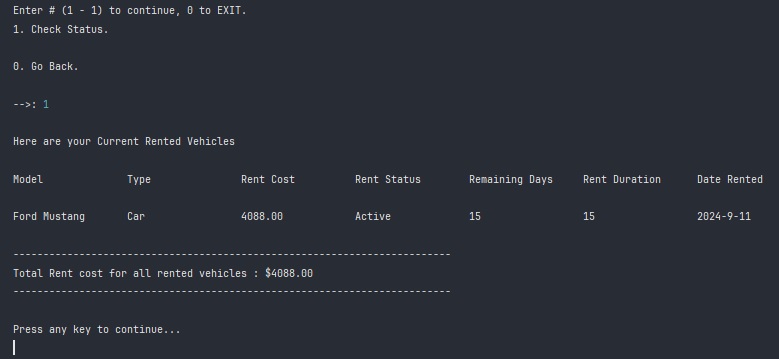 Enter # (1 - 1) to continue, 0 to EXIT.
1. Check Status.
0. Go Back.
-->: 1
Here are your Current Rented Vehicles
Model Type Rent Cost Rent Status Remaining Days Rent Duration Date Rented
Ford Mustang Car 4088.00 Active 15 15 2024-9-11
-------------------------------------------------------------------------
Total Rent cost for all rented vehicles : $4088.00
-------------------------------------------------------------------------
Press any key to continue...